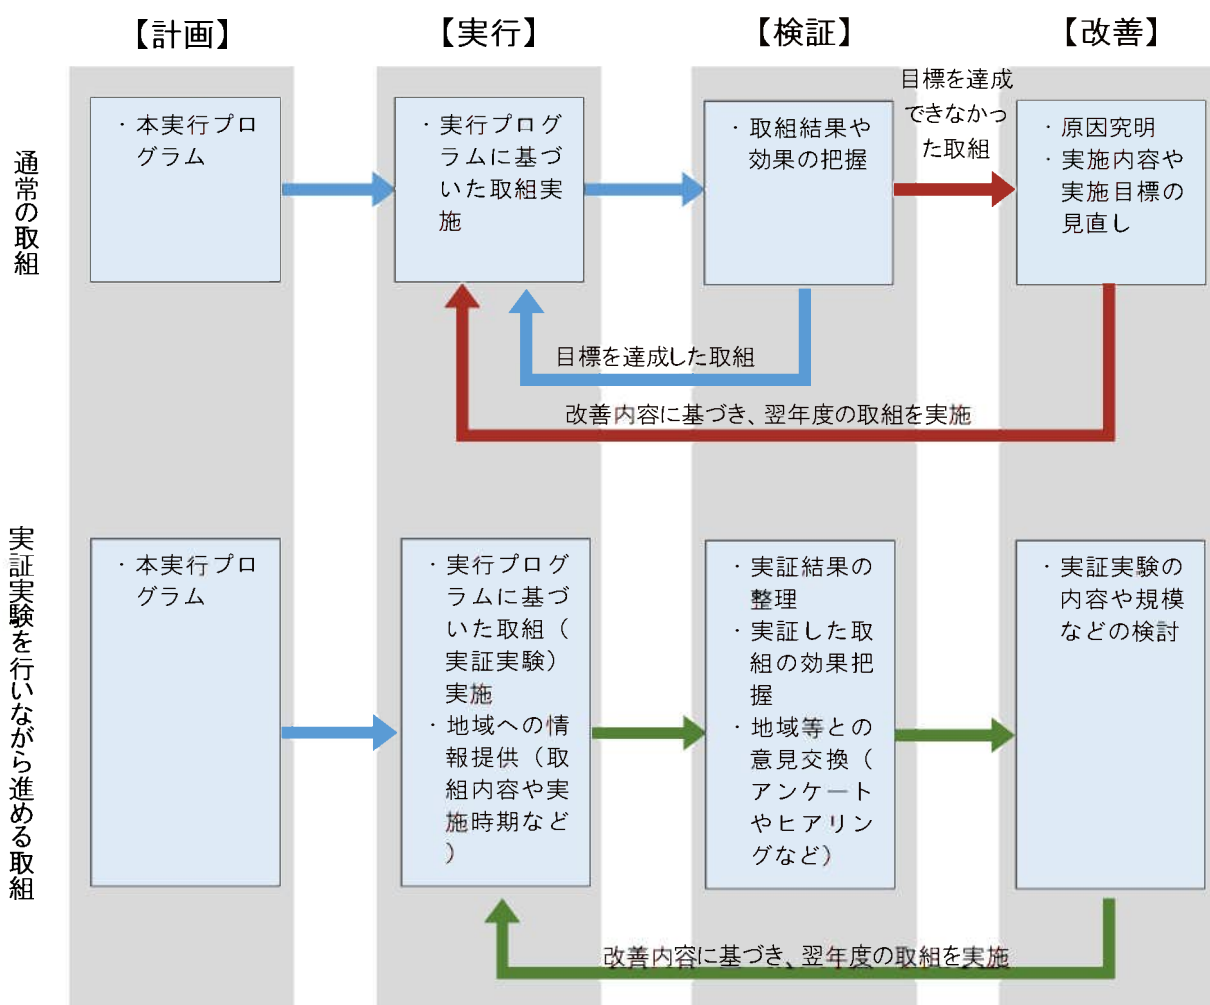 【計画】
【実行】
【検証】
【改善】
通常の取組
・本実行プロ
グラム
・実行プログ
ラムに基づ
いた取組実
施
・取組結果や
効果の把握
目標を達成
できなかっ
た取組
・原因究明
・実施内容や
実施目標の
見直し
目標を達成した取組
改善内容に基づき、翌年度の取組を実施
実証実験を行いながら進める取組
・本実行プロ
グラム
・実行プログ
ラムに基づ
いた取組（
実証実験）
実施
・地域への情
報提供（取
組内容や実
施時期など
）
・実証結果の
整理
・実証した取
組の効果把
握
・地域等との
意見交換（
アンケート
やヒアリン
グなど）
・実証実験の
内容や規模
などの検討
改善内容に基づき、翌年度の取組を実施